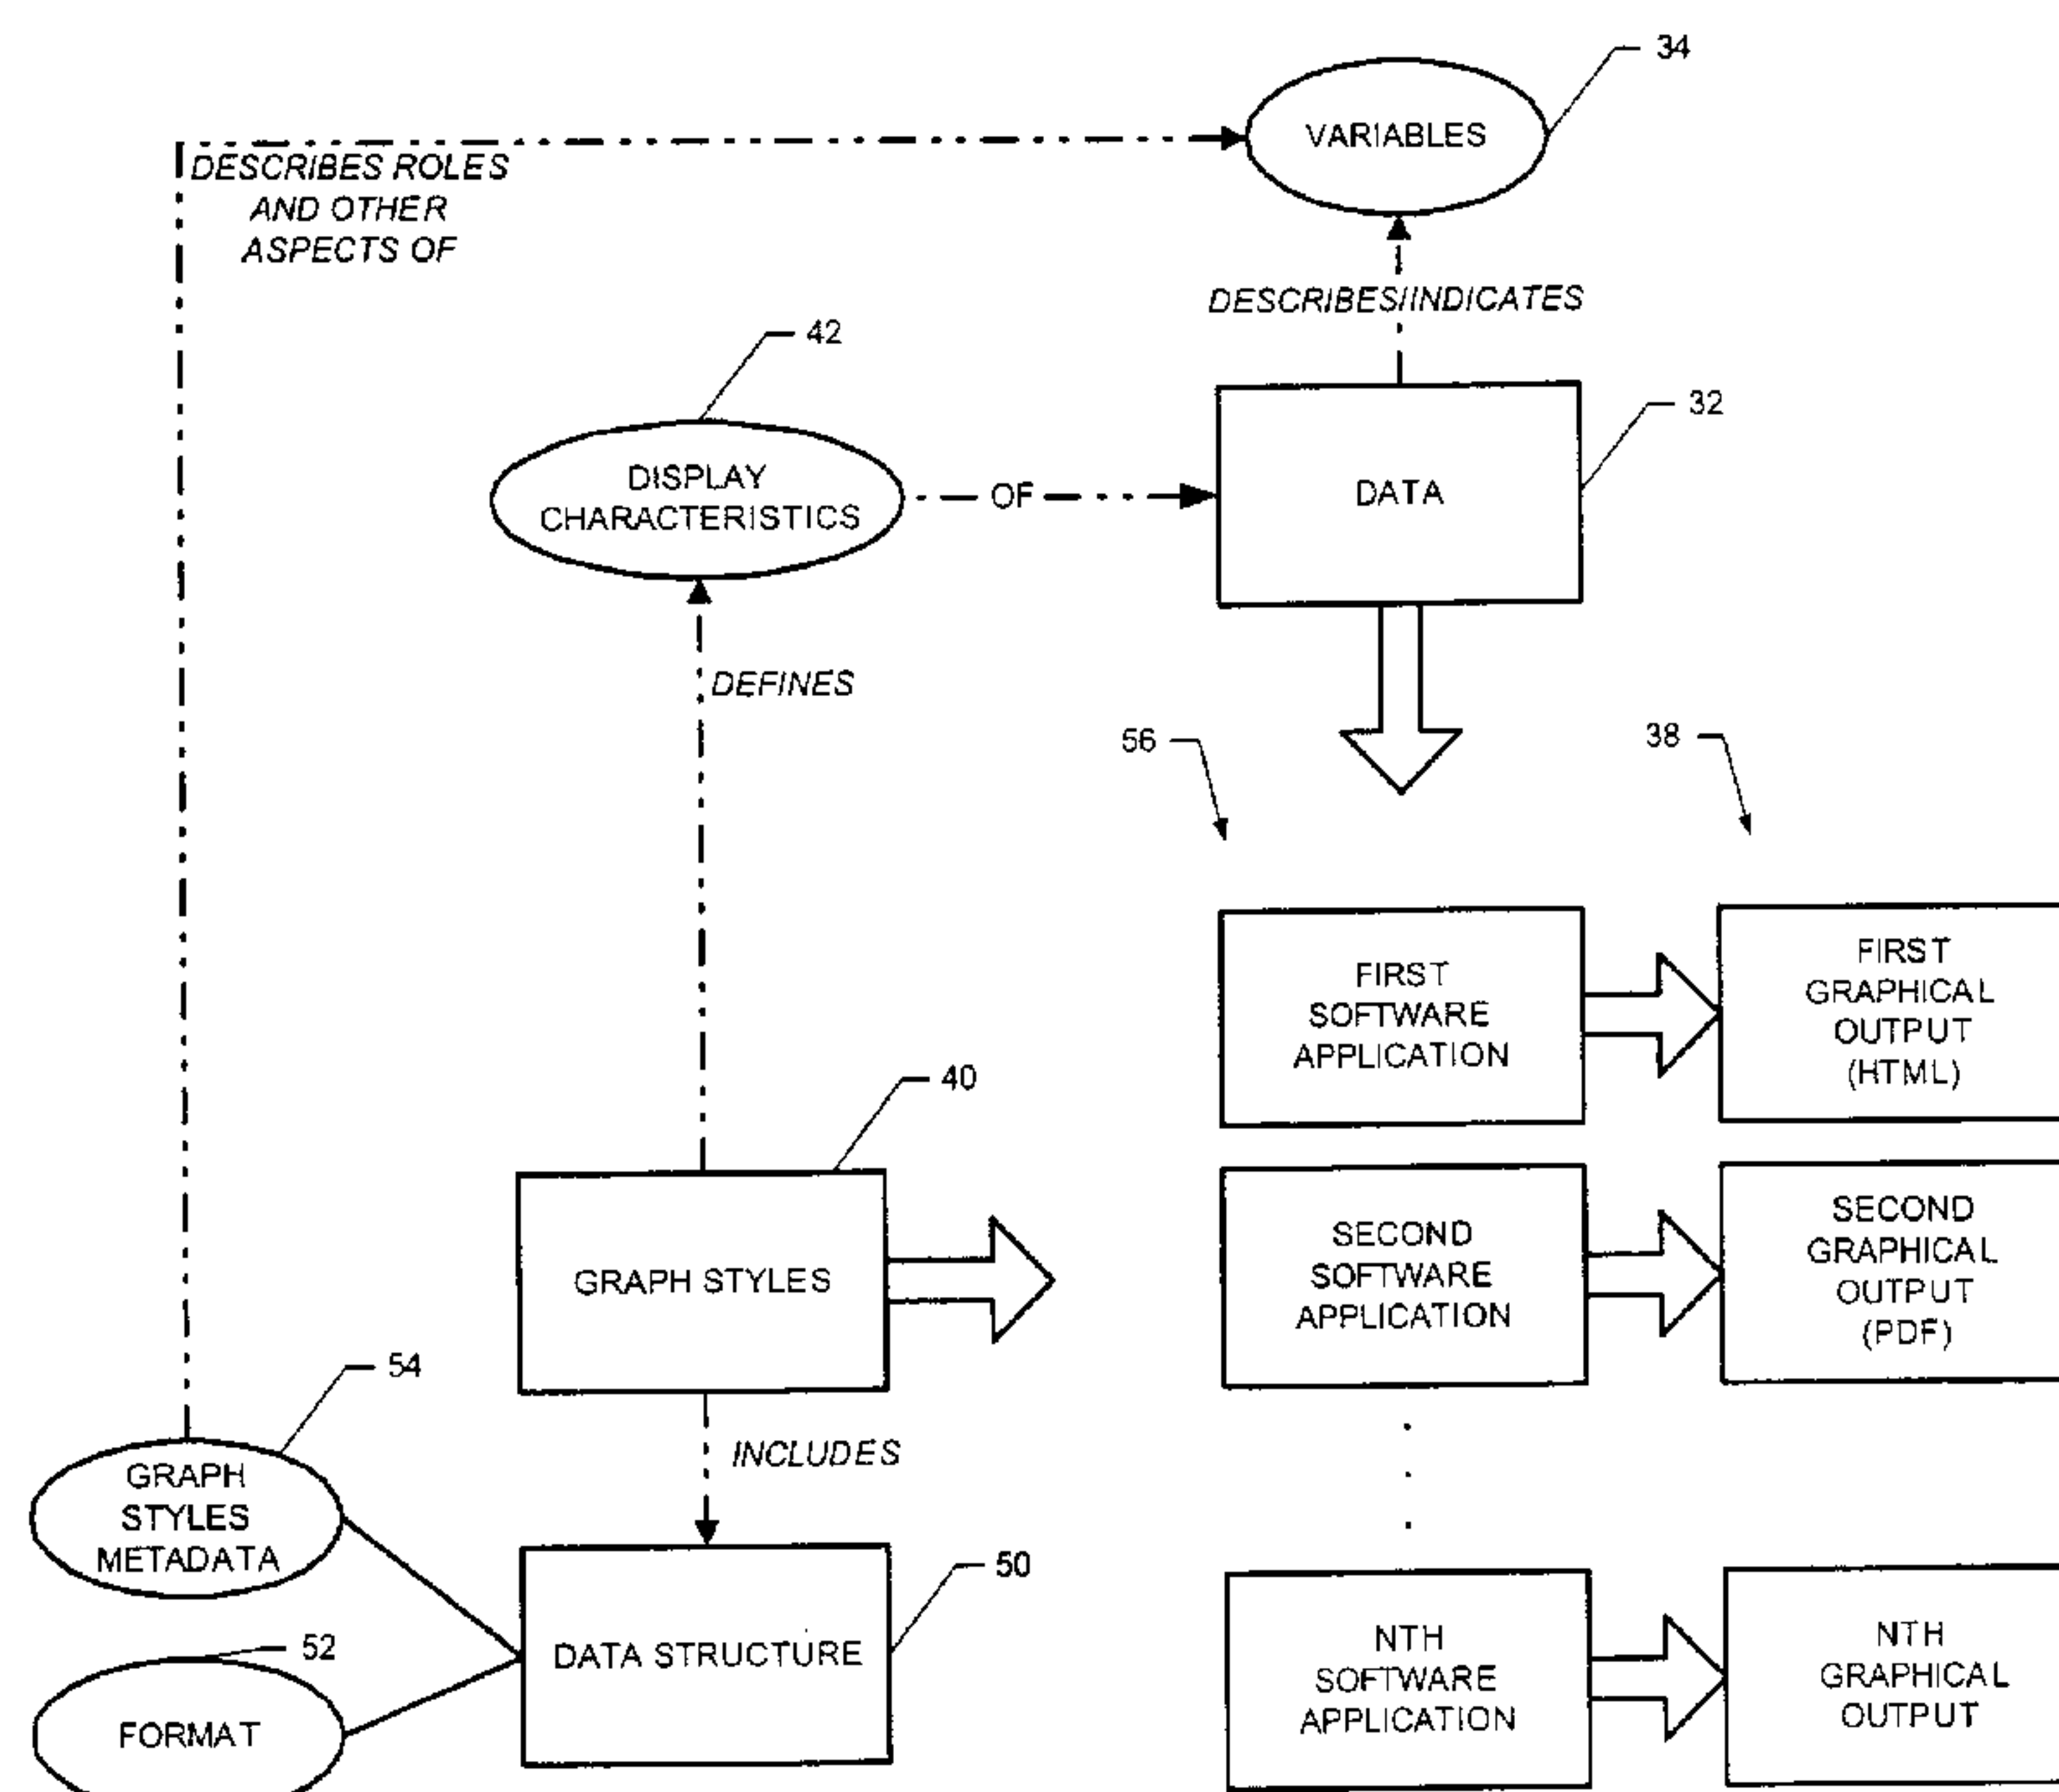 34
VARIABLES
DESCRIBES ROLES
AND OTHER
ASPECTS OF
DESCRIBES/INDICATES
42
32
DISPLAY
CHARACTERISTICS
OF
DATA
DEFINES
56
38
FIRST
SOFTWARE
APPLICATION
FIRST
GRAPHICAL
OUTPUT
(HTML)
40
GRAPH STYLES
SECOND
SOFTWARE
APPLICATION
SECOND
GRAPHICAL
OUTPUT
(PDF)
54
INCLUDES
GRAPH
STYLES
METADATA
50
52
DATA STRUCTURE
FORMAT
NTH
SOFTWARE
APPLICATION
NTH
GRAPHICAL
OUTPUT